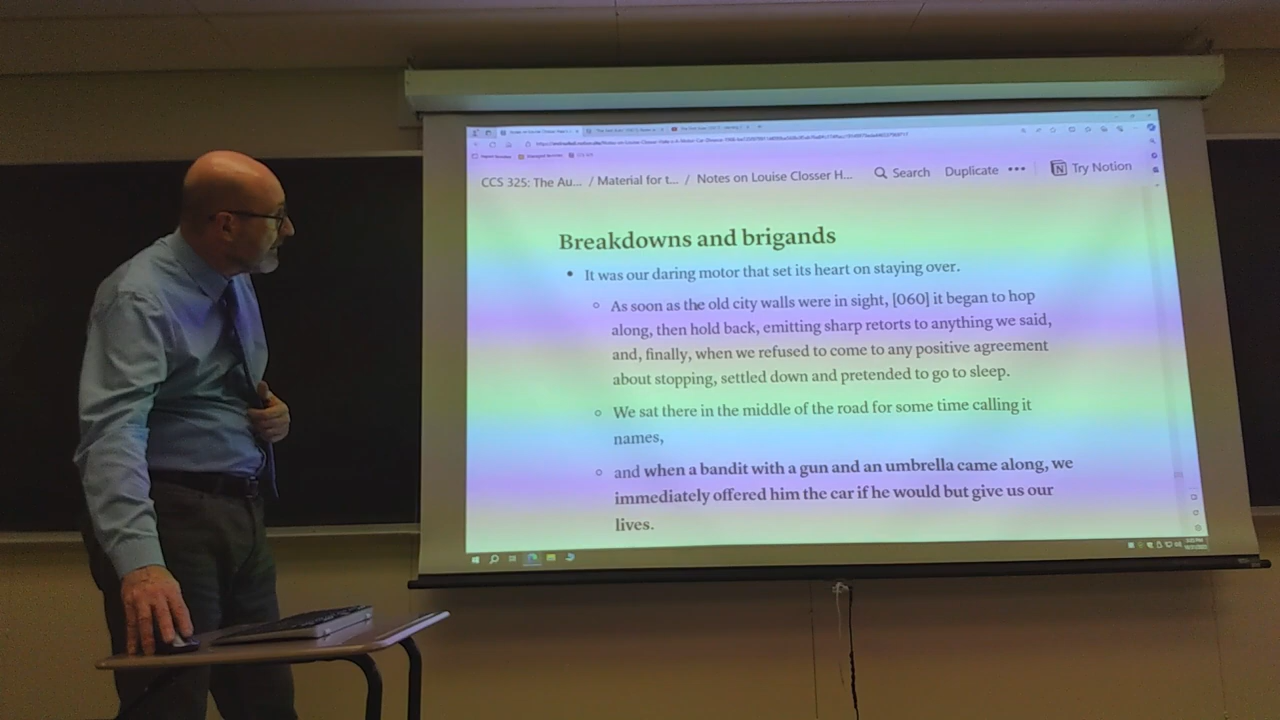 CCS 325: The Au... / Material for t... / Notes on Louise Closser H... Search Duplicate ••• Try Notion
Breakdowns and brigands
• It was our daring motor that set its heart on staying over.
○ As soon as the old city walls were in sight, [060] it began to hop
along, then hold back, emitting sharp retorts to anything we said,
and, finally, when we refused to come to any positive agreement
about stopping, settled down and pretended to go to sleep.
○ We sat there in the middle of the road for some time calling it
names,
○ and when a bandit with a gun and an umbrella came along, we
immediately offered him the car if he would but give us our
lives.